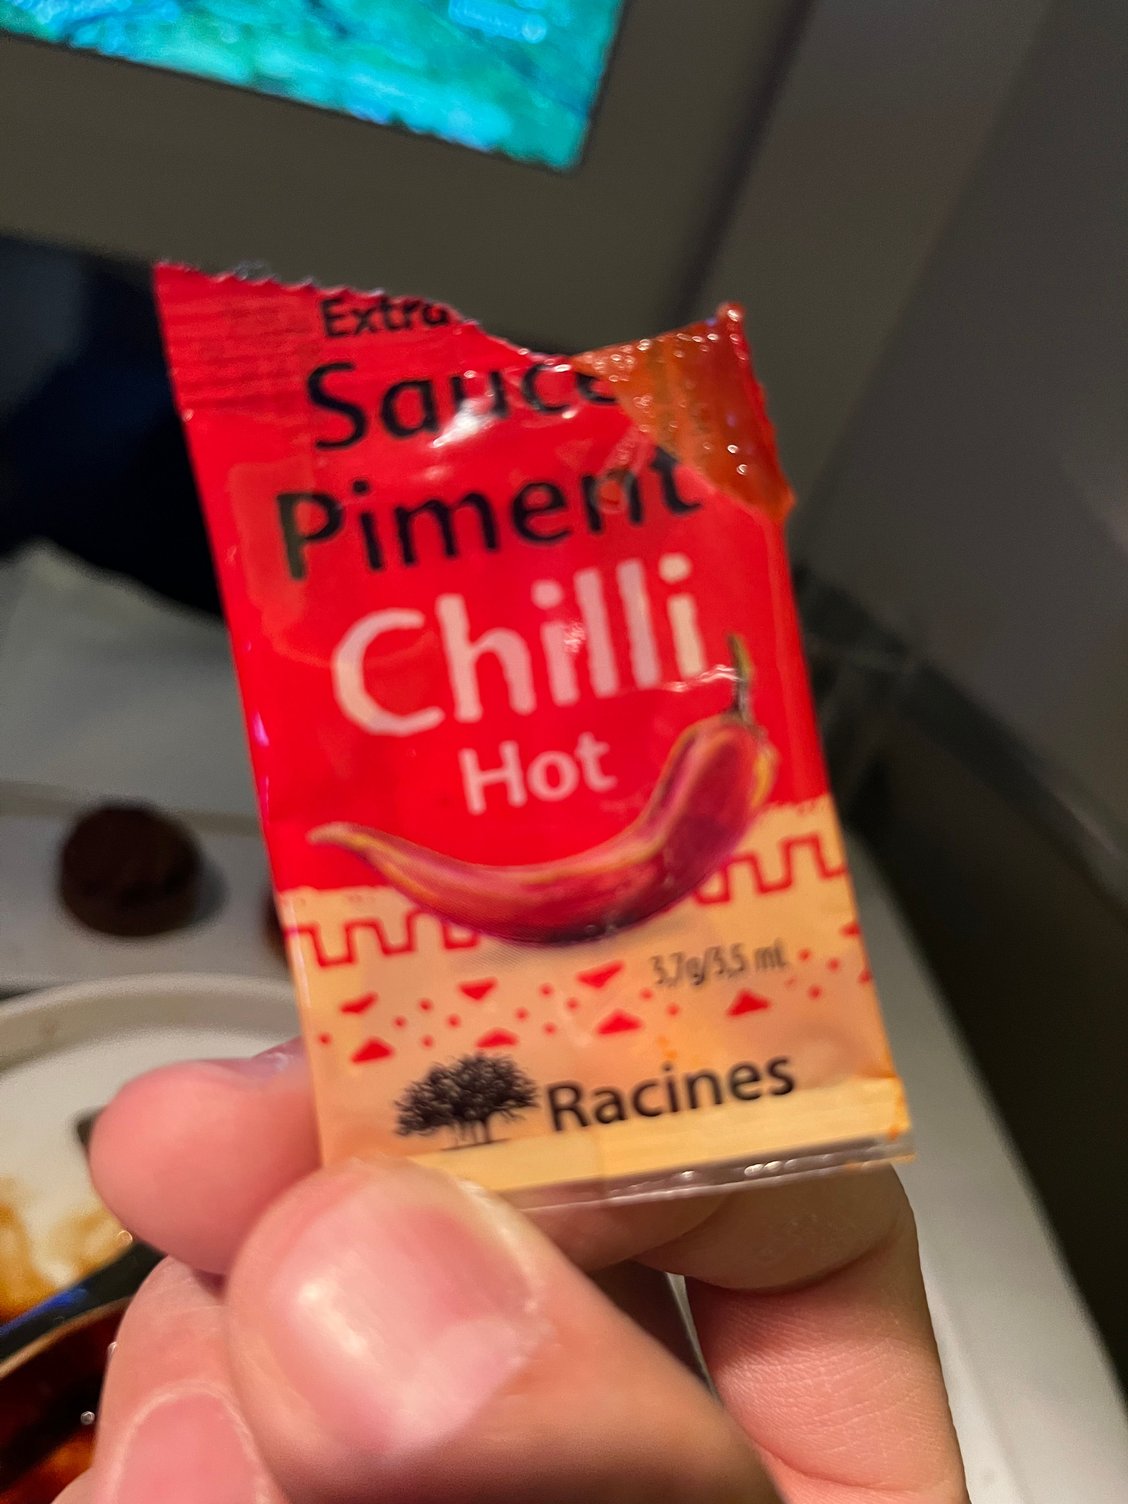 Extra
Sauce
Piment
Chilli
Hot
3,7g/3,5 ml
Racines